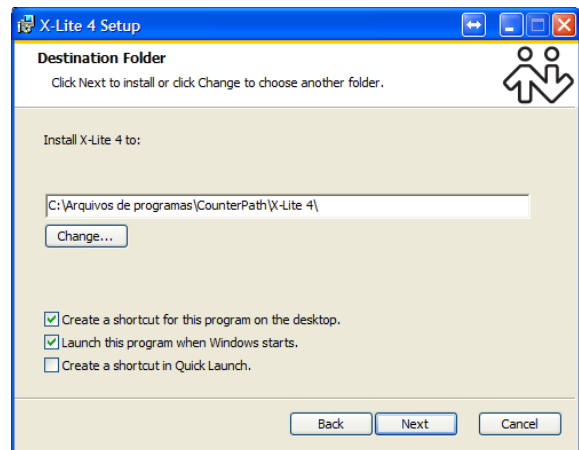 X-Lite 4 Setup
Destination Folder
Click Next to install or click Change to choose another folder.
Install X-Lite 4 to:
C:\Arquivos de programas\CounterPath\X-Lite 4\
Change...
Create a shortcut for this program on the desktop.
Launch this program when Windows starts.
Create a shortcut in Quick Launch.
Back Next Cancel